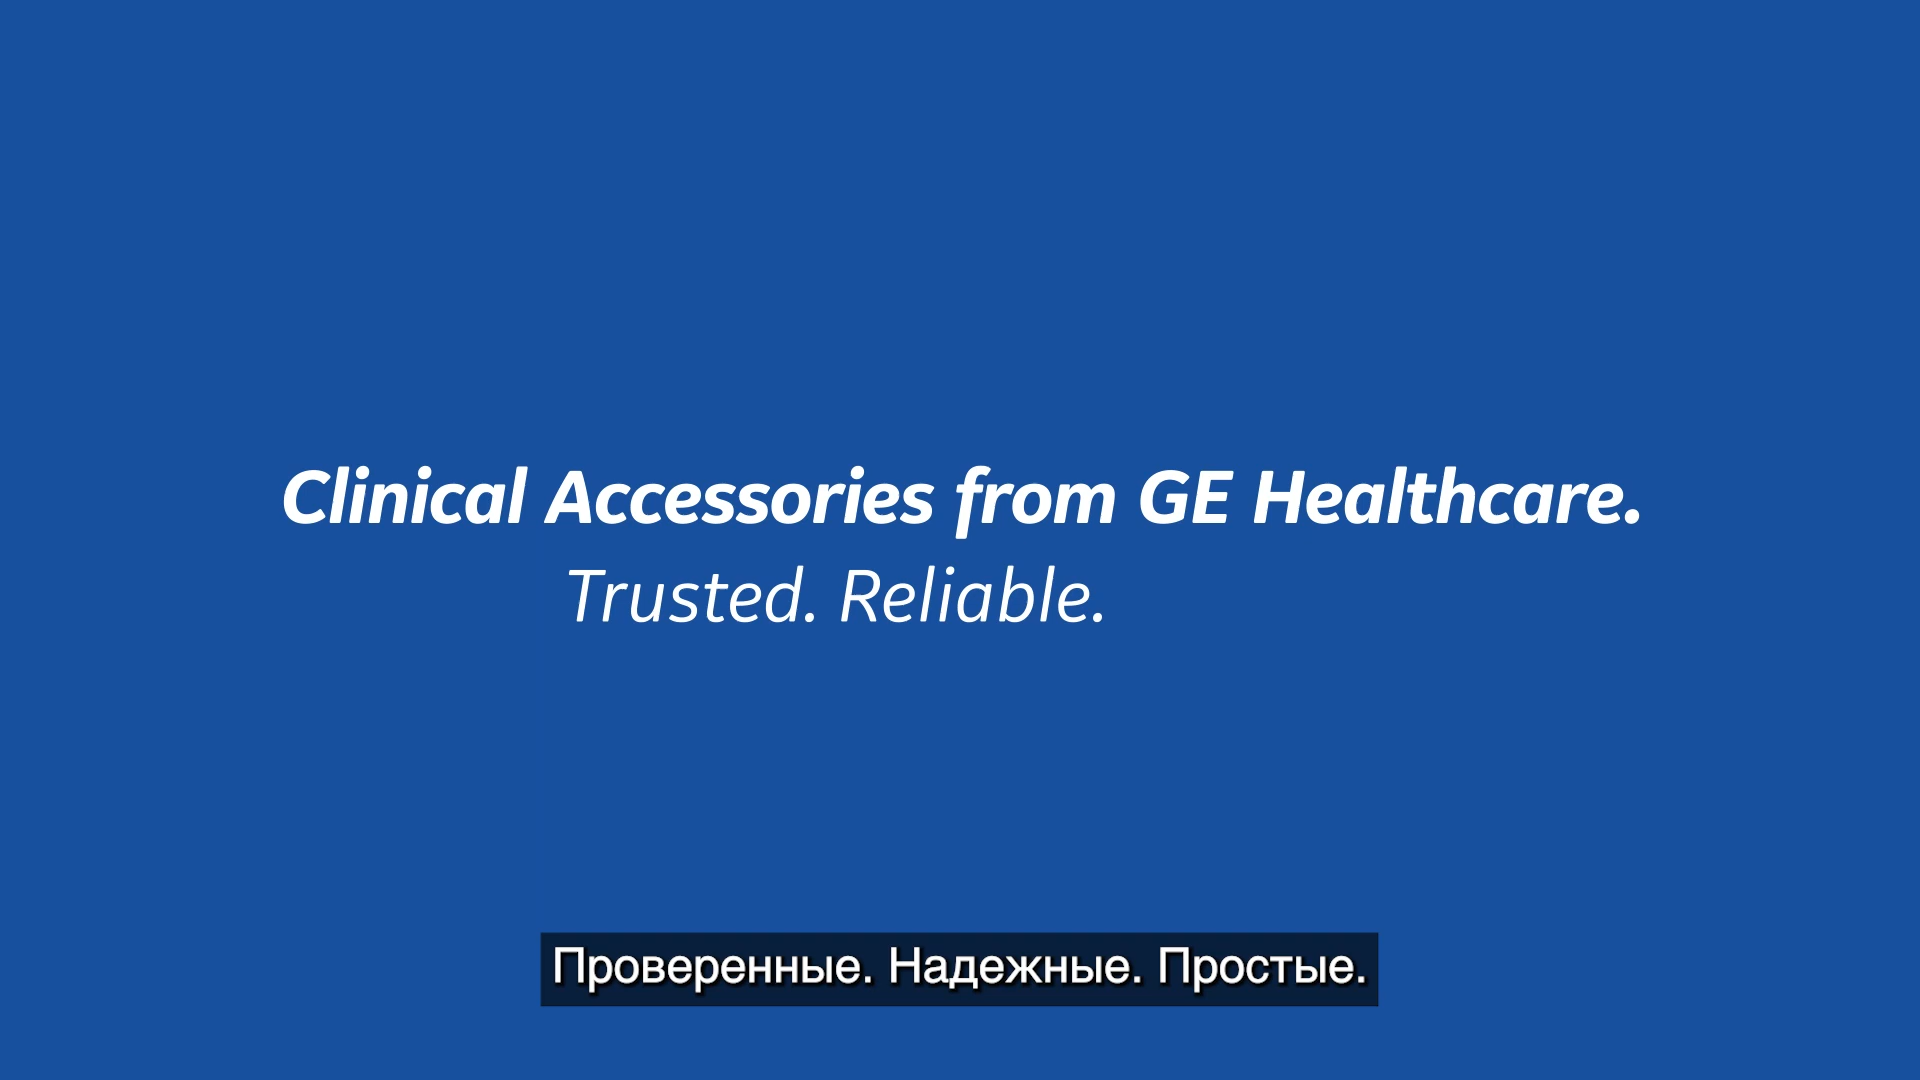 Clinical Accessories from GE Healthcare.
Trusted. Reliable.
Проверенные. Надежные. Простые.